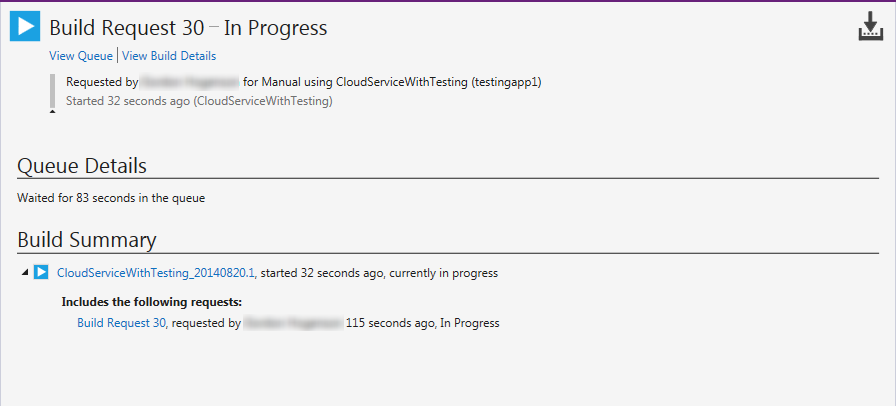 Build Request 30 – In Progress
View Queue | View Build Details
Requested by for Manual using CloudServiceWithTesting (testingapp1)
Started 32 seconds ago (CloudServiceWithTesting)
Queue Details
Waited for 83 seconds in the queue
Build Summary
CloudServiceWithTesting_20140820.1, started 32 seconds ago, currently in progress
Includes the following requests:
Build Request 30, requested by 115 seconds ago, In Progress